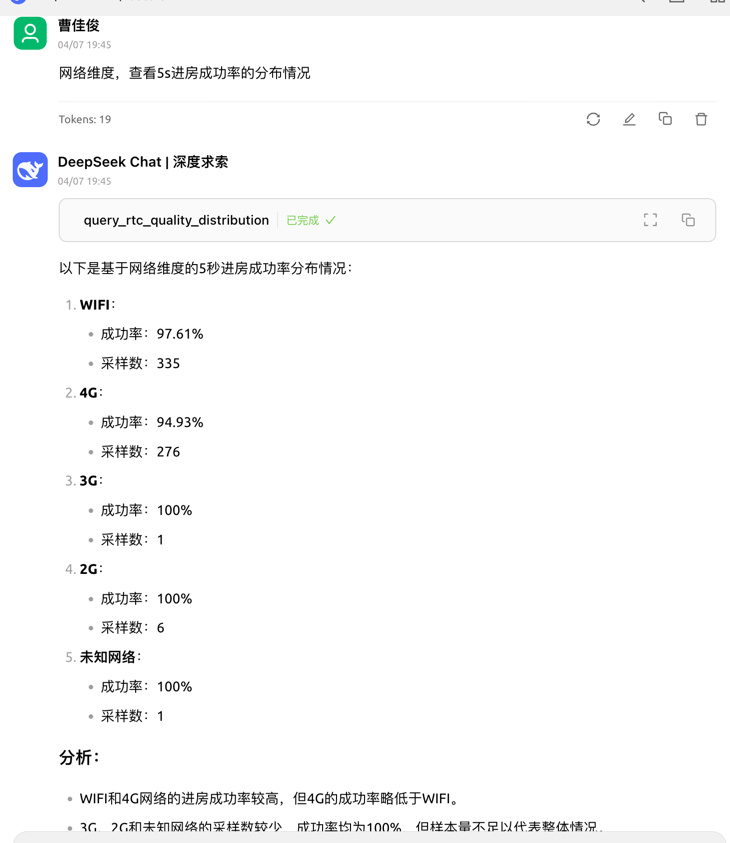 曹佳俊
04/07 19:45
网络维度，查看5s进房成功率的分布情况
Tokens: 19
DeepSeek Chat | 深度求索
04/07 19:45
query_rtc_quality_distribution 已完成
以下是基于网络维度的5秒进房成功率分布情况：
1. WIFI：
成功率：97.61%
采样数：335
2. 4G：
成功率：94.93%
采样数：276
3. 3G：
成功率：100%
采样数：1
4. 2G：
成功率：100%
采样数：6
5. 未知网络：
成功率：100%
采样数：1
分析：
WIFI和4G网络的进房成功率较高，但4G的成功率略低于WIFI。
3G、2G和未知网络的采样数较少，成功率均为100%，但样本量不足以代表整体情况。